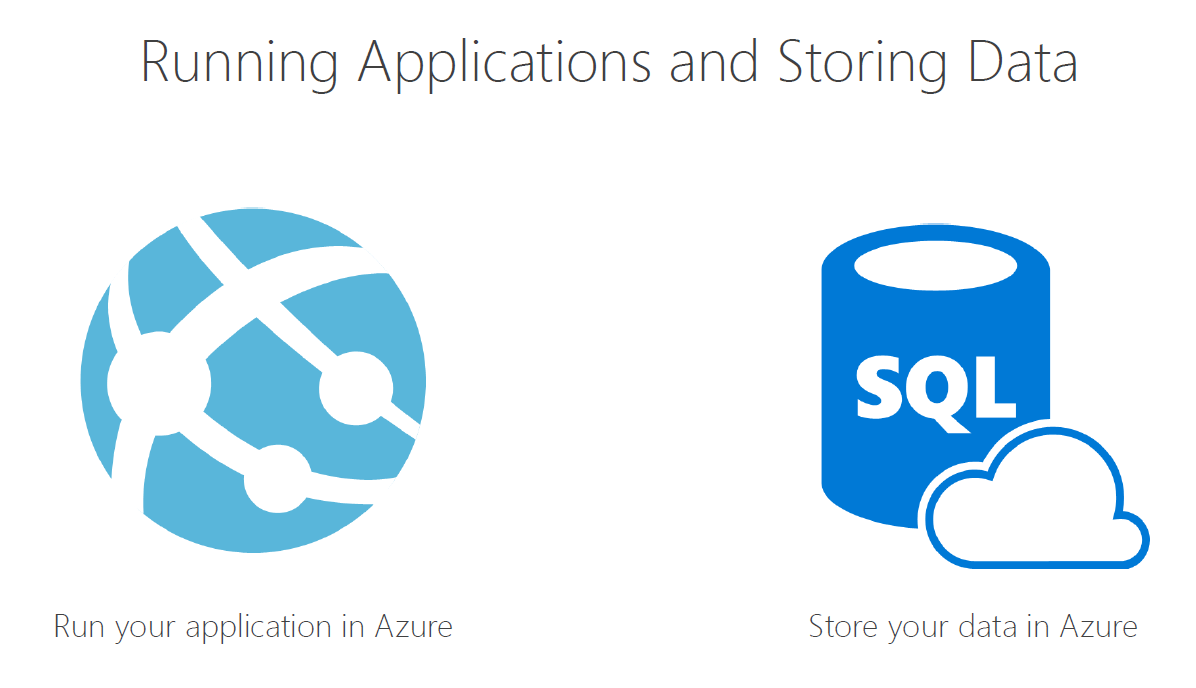 Running Applications and Storing Data
SQL
Run your application in Azure
Store your data in Azure